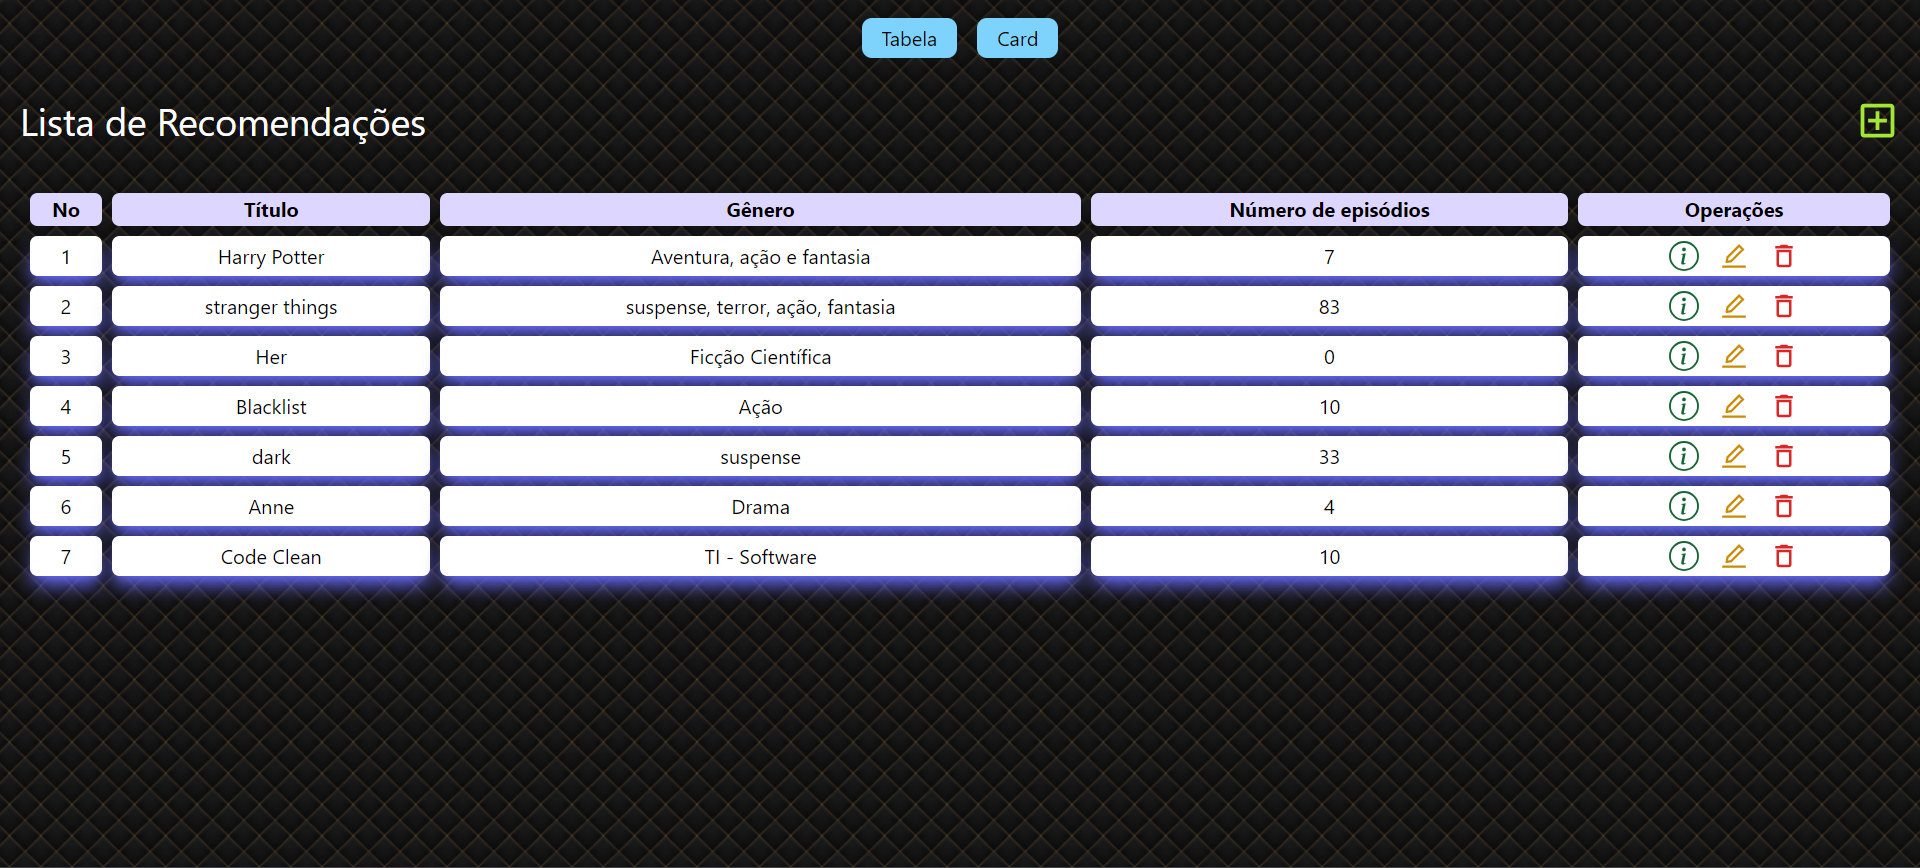 Tabela Card
Lista de Recomendações
No Título Gênero Número de episódios Operações
1 Harry Potter Aventura, ação e fantasia 7
2 stranger things suspense, terror, ação, fantasia 83
3 Her Ficção Científica 0
4 Blacklist Ação 10
5 dark suspense 33
6 Anne Drama 4
7 Code Clean TI - Software 10